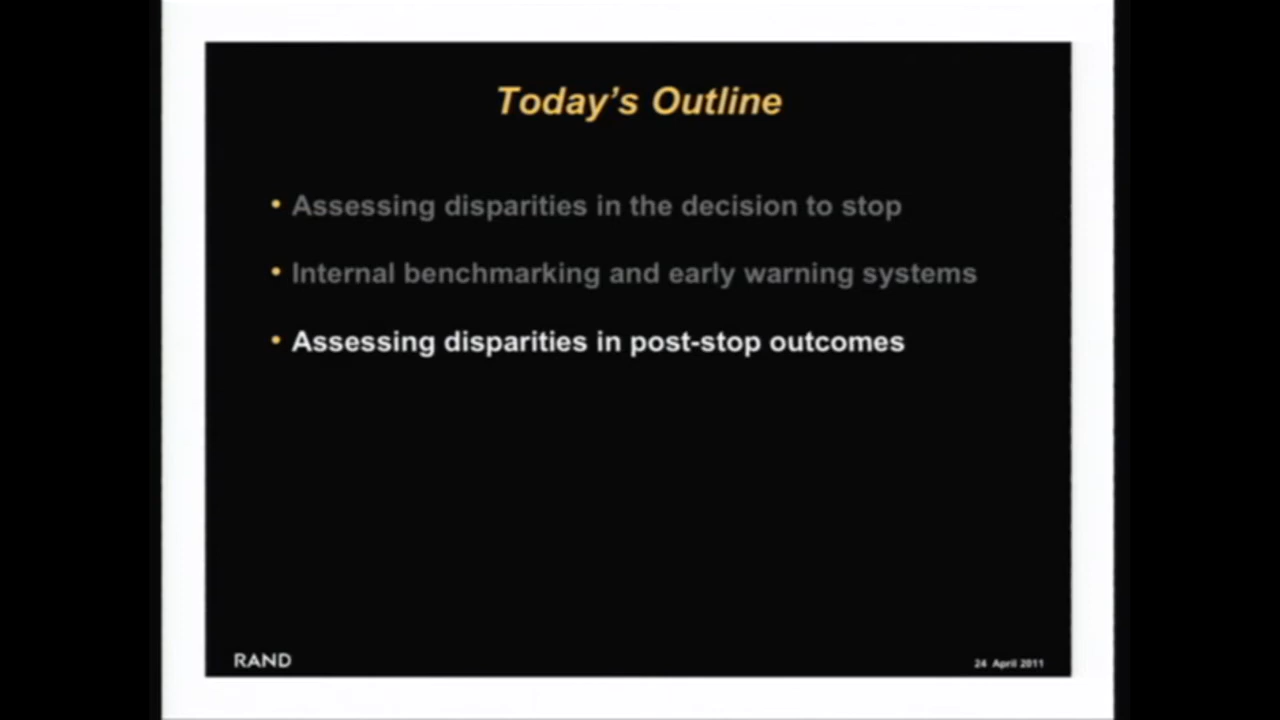 Today's Outline
• Assessing disparities in the decision to stop
• Internal benchmarking and early warning systems
• Assessing disparities in post-stop outcomes
RAND
24 April 2011